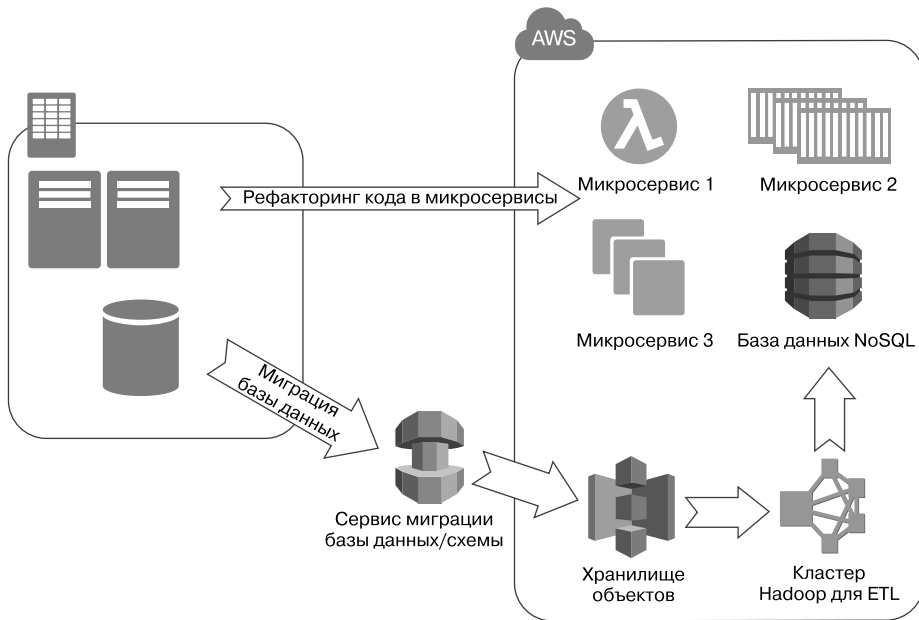 AWS
Микросервис 1
Микросервис 2
Рефакторинг кода в микросервисы
Микросервис 3
База данных NoSQL
Миграция
базы данных
Сервис миграции
базы данных/схемы
Хранилище
объектов
Кластер
Hadoop для ETL